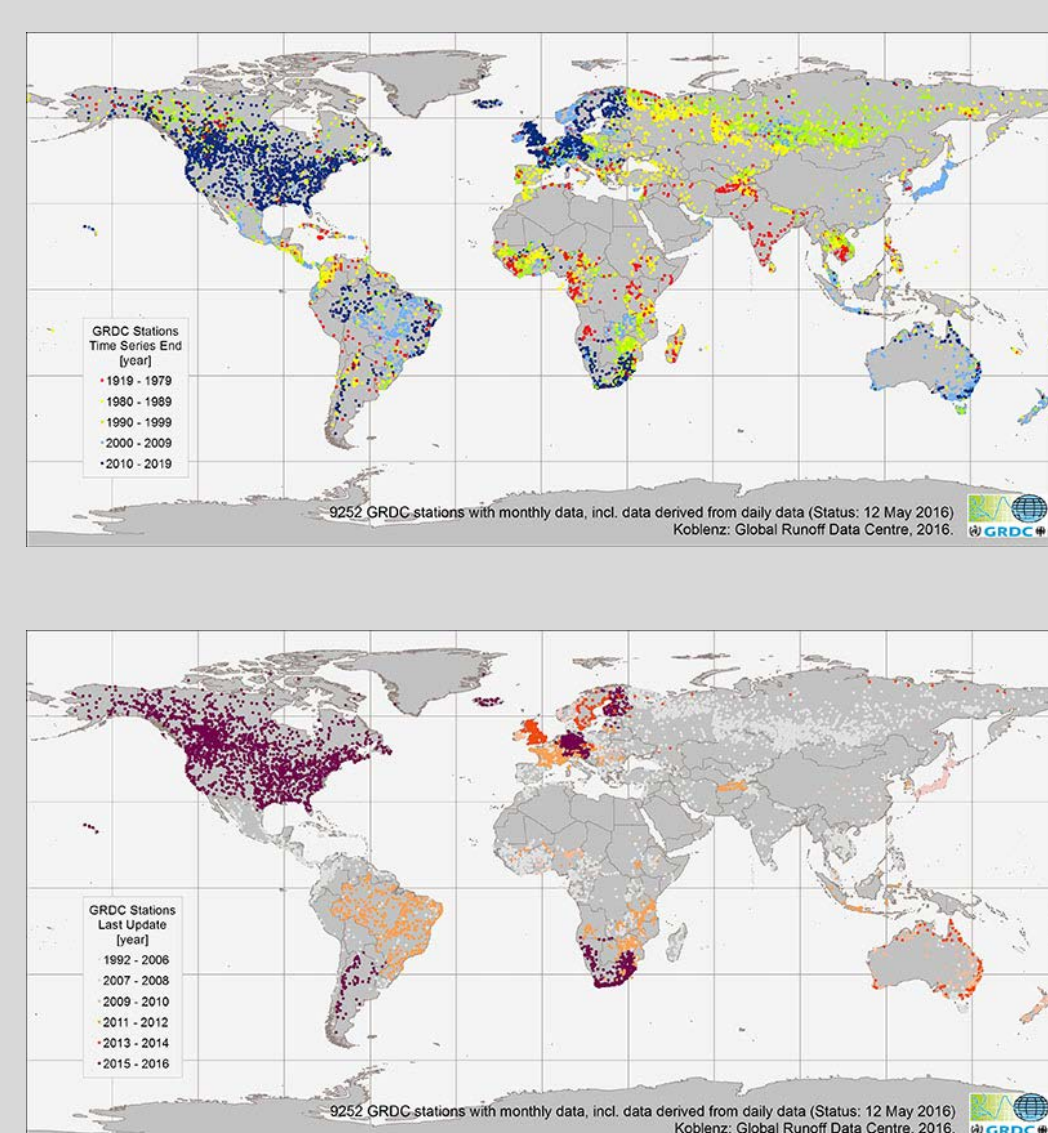 GRDC Stations
Time Series End
[year]
1919 - 1979
1980 - 1989
1990 - 1999
2000 - 2009
2010 - 2019
9252 GRDC stations with monthly data, incl. data derived from daily data (Status: 12 May 2016)
Koblenz: Global Runoff Data Centre, 2016.
GRDC
GRDC Stations
Last Update
[year]
1992 - 2006
2007 - 2008
2009 - 2010
2011 - 2012
2013 - 2014
2015 - 2016
9252 GRDC stations with monthly data, incl. data derived from daily data (Status: 12 May 2016)
Koblenz: Global Runoff Data Centre, 2016.
GRDC